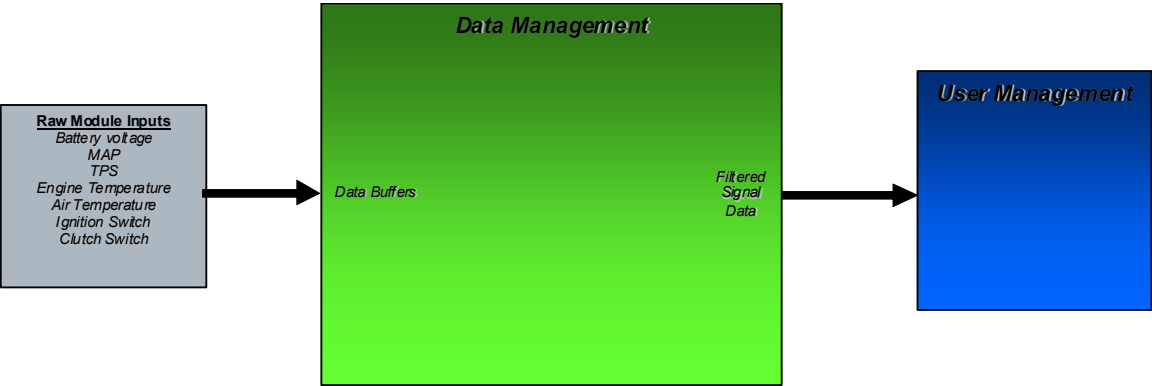 Data Management
User Management
Raw Module Inputs
Battery voltage
MAP
TPS
Engine Temperature
Air Temperature
Ignition Switch
Clutch Switch
Data Buffers
Filtered
Signal
Data